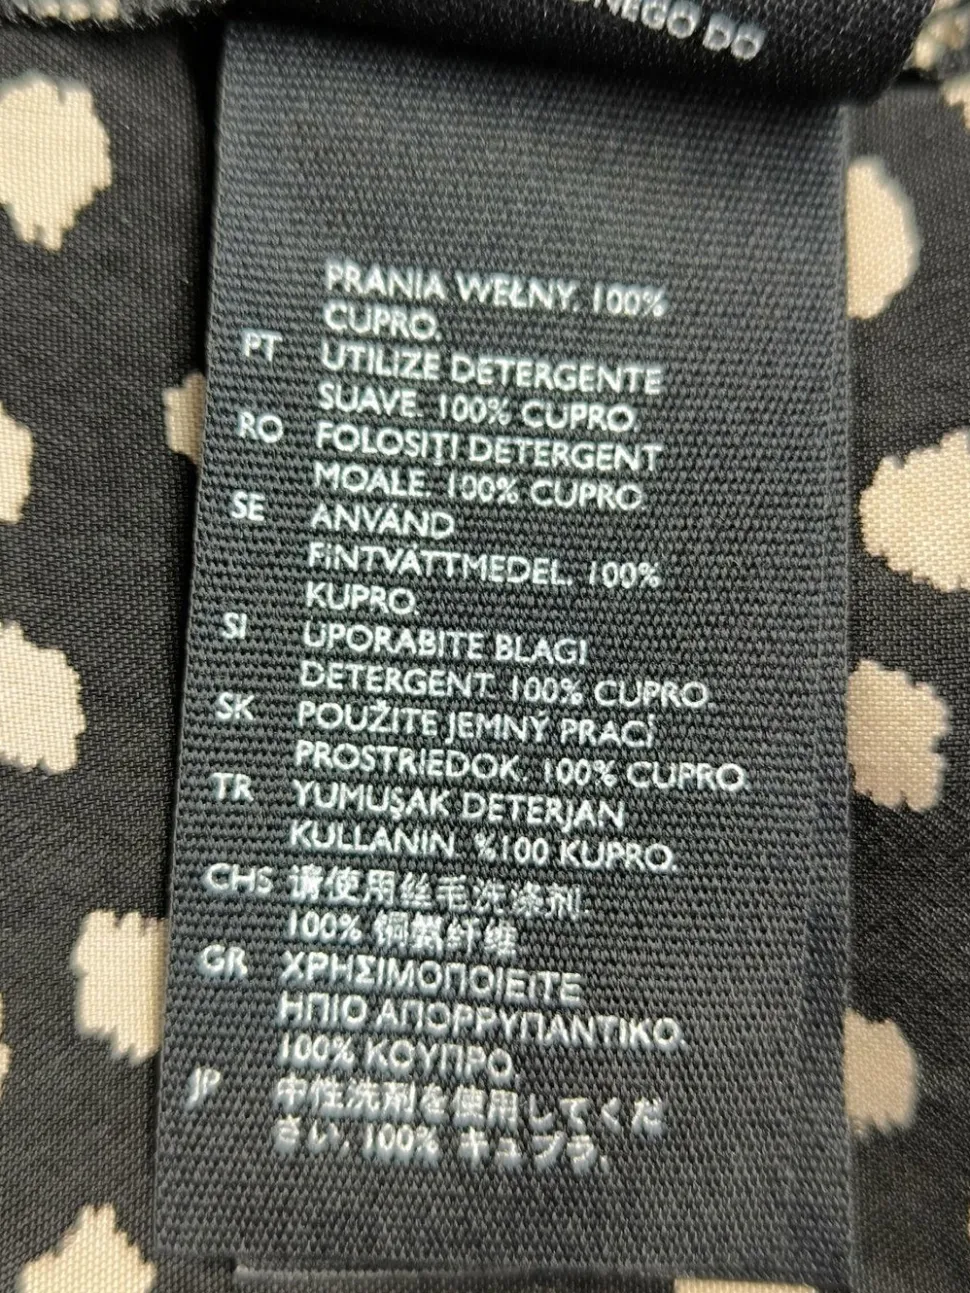 ONEGO DO
PRANIA WEŁNY. 100%
CUPRO.
PT UTILIZE DETERGENTE
SUAVE. 100% CUPRO.
RO FOLOSIȚI DETERGENT
MOALE. 100% CUPRO
SE ANVÄND
FINTVÄTTMEDEL. 100%
KUPRO.
SI UPORABITE BLAGI
DETERGENT. 100% CUPRO
SK POUŽITE JEMNÝ PRACÍ
PROSTRIEDOK. 100% CUPRO.
TR YUMUŞAK DETERJAN
KULLANIN. %100 KUPRO.
CHS 请使用丝毛洗涤剂.
100% 铜氨纤维
GR ΧΡΗΣΙΜΟΠΟΙΕΙΤΕ
ΗΠΙΟ ΑΠΟΡΡΥΠΑΝΤΙΚΟ.
100% ΚΟΥΠΡΟ.
JP 中性洗剤を使用してくだ
さい. 100% キュプラ.